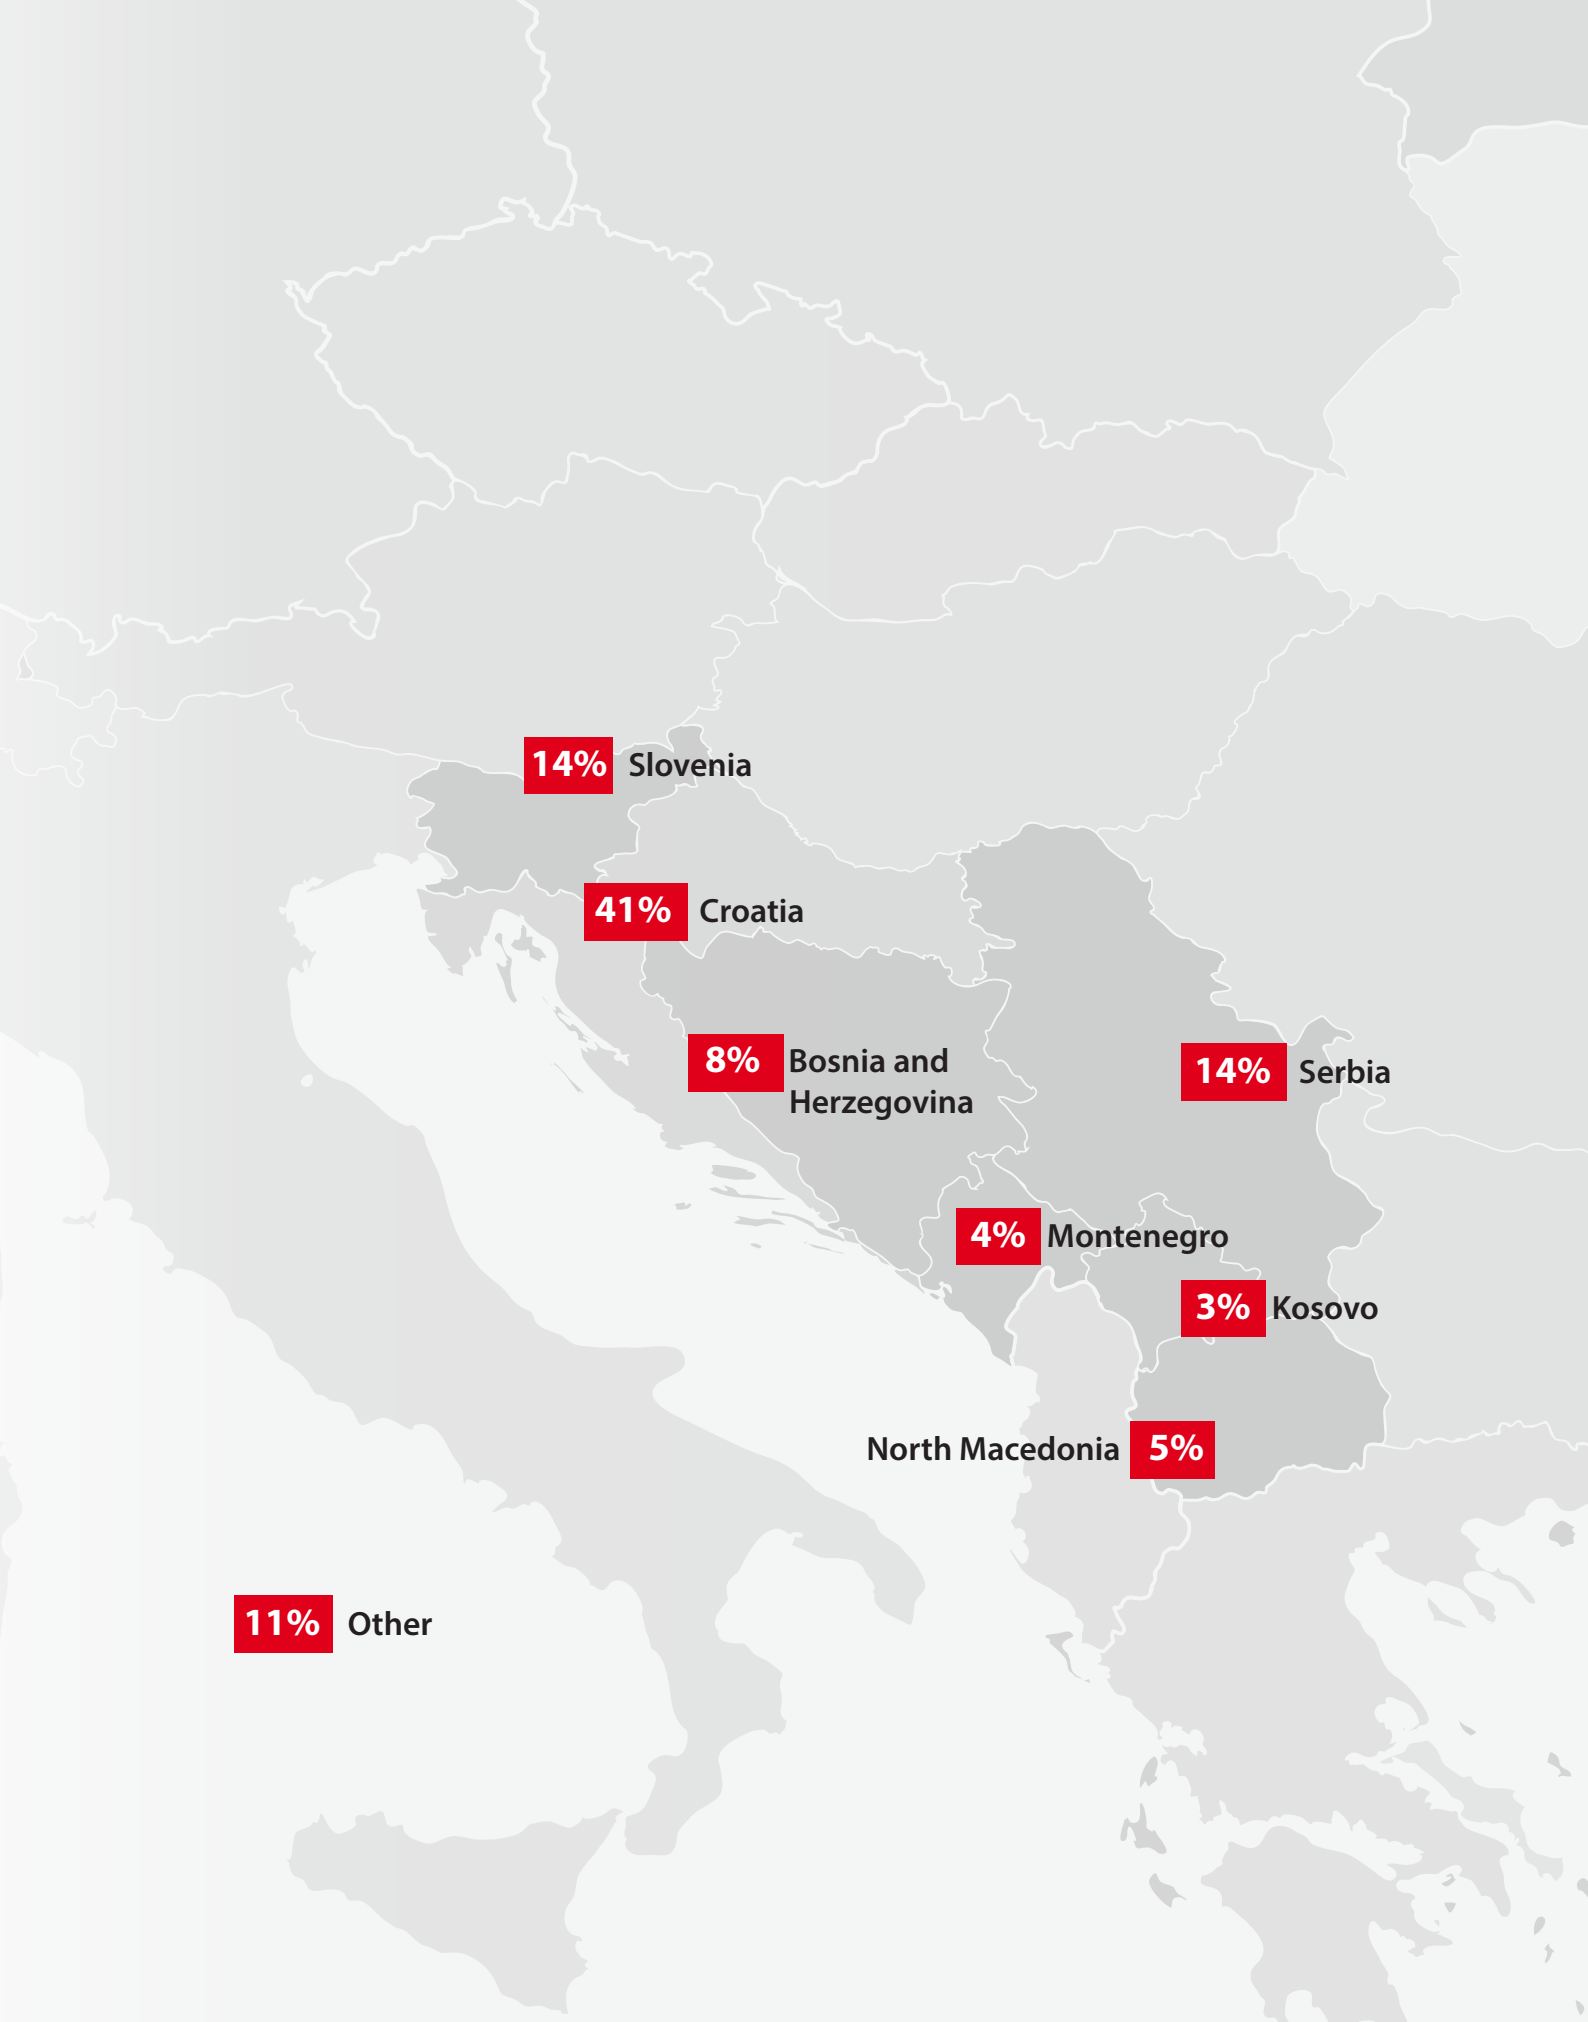 14% Slovenia
41% Croatia
8% Bosnia and
Herzegovina
14% Serbia
4% Montenegro
3% Kosovo
North Macedonia 5%
11% Other